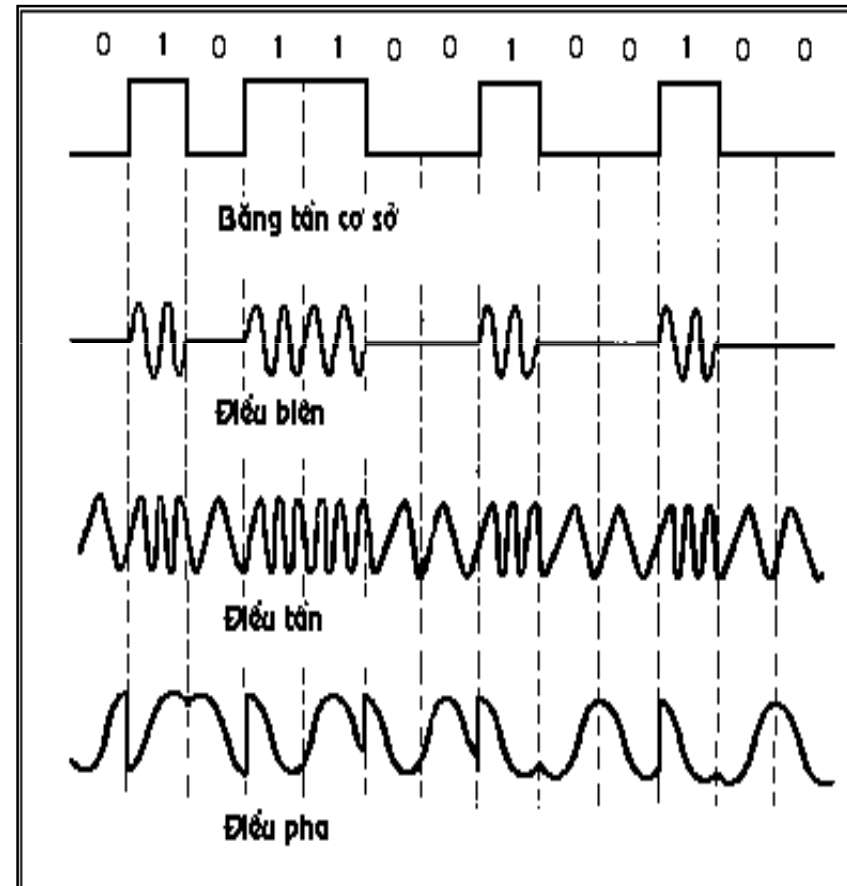 0 1 0 1 1 0 0 1 0 0 1 0 0
Băng tần cơ sở
Điều biên
Điều tần
Điều pha